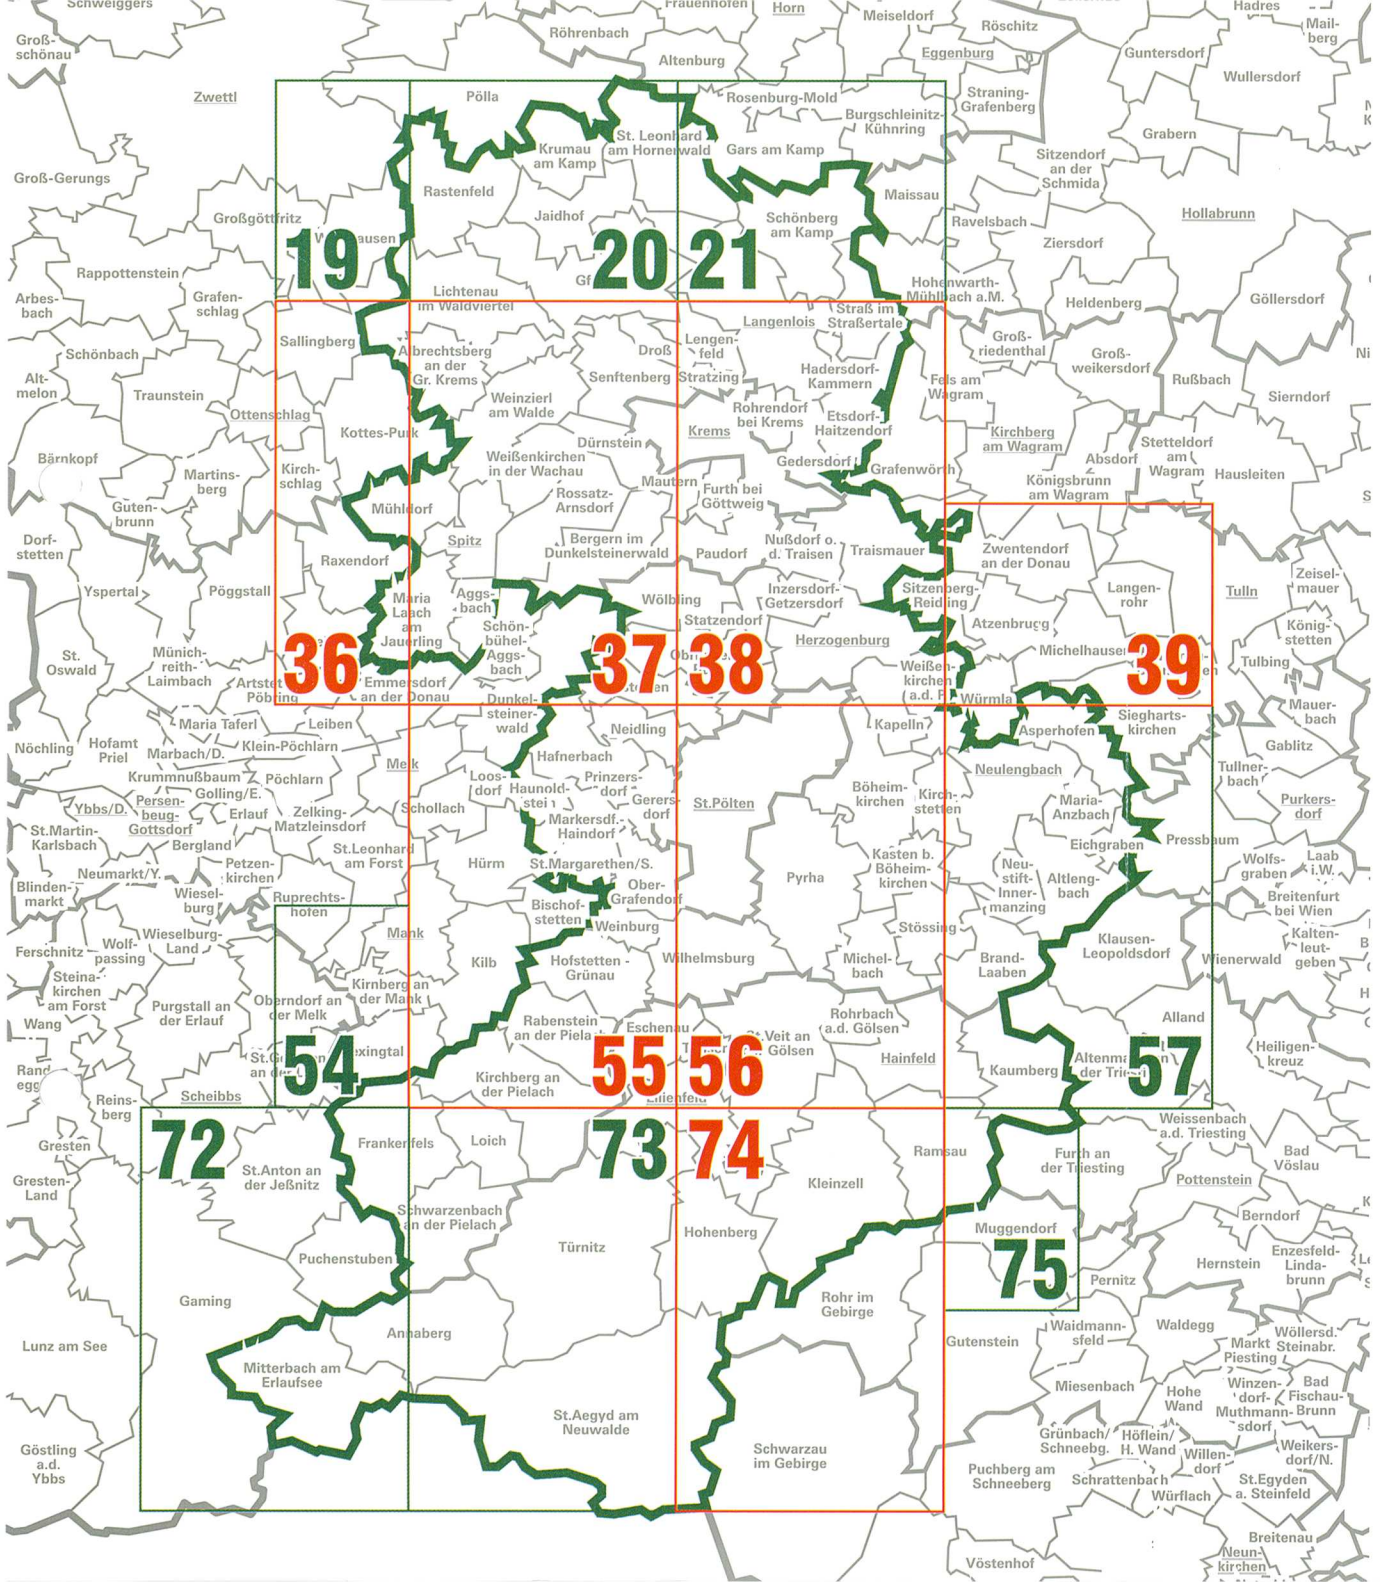 Schweiggers
Frauenhofen
Horn
Meiseldorf
Röschitz
Hadres
Mail-
berg
Groß-
schönau
Röhrenbach
Altenburg
Eggenburg
Guntersdorf
Wullersdorf
Zwettl
Pölla
Rosenburg-Mold
Straning-
Grafenberg
Burgschleinitz-
Kühnring
Grabern
St. Leonhard
am Hornerwald
Krumau
am Kamp
Gars am Kamp
Sitzendorf
an der
Schmida
Groß-Gerungs
Rastenfeld
Maissau
Großgöttfritz
Jaidhof
Schönberg
am Kamp
Ravelsbach
Hollabrunn
Ziersdorf
19
20
21
Rappottenstein
Lichtenau
im Waldviertel
Hohenwarth-
Mühlbach a.M.
Arbes-
bach
Grafen-
schlag
Heldenberg
Göllersdorf
Sallingberg
Langenlois
Straß im
Straßertale
Schönbach
Albrechtsberg
an der
Gr. Krems
Droß
Lengen-
feld
Groß-
riedenthal
Groß-
weikersdorf
Alt-
melon
Traunstein
Senftenberg
Stratzing
Hadersdorf-
Kammern
Fels am
Wagram
Rußbach
Sierndorf
Ottenschlag
Weinzierl
am Walde
Rohrendorf
bei Krems
Etsdorf-
Haitzendorf
Kottes-Purk
Dürnstein
Krems
Kirchberg
am Wagram
Stetteldorf
am
Wagram
Absdorf
Bärnkopf
Martins-
berg
Kirch-
schlag
Weißenkirchen
in der Wachau
Gedersdorf
Grafenwörth
Königsbrunn
am Wagram
Hausleiten
Guten-
brunn
Mühldorf
Rossatz-
Arnsdorf
Mautern
Furth bei
Göttweig
Dorf-
stetten
Spitz
Bergern im
Dunkelsteinerwald
Paudorf
Nußdorf o.
d. Traisen
Traismauer
Zwentendorf
an der Donau
Raxendorf
Yspertal
Pöggstall
Maria
Laach
am
Jauerling
Aggs-
bach
Wölbling
Inzersdorf-
Getzersdorf
Sitzenberg-
Reidling
Langen-
rohr
Tulln
Zeisel-
mauer
Schön-
bühel-
Aggs-
bach
Statzendorf
Herzogenburg
Atzenbrugg
König-
stetten
St.
Oswald
Münich-
reith-
Laimbach
36
37
38
39
Weißen-
kirchen
a.d. P.
Tulbing
Emmersdorf
an der Donau
Dunkel-
steiner-
wald
Würmla
Mauer-
bach
Maria Taferl
Leiben
Neidling
Kapelln
Asperhofen
Siegharts-
kirchen
Nöchling
Hofamt
Priel
Marbach/D.
Klein-Pöchlarn
Melk
Hafnerbach
Neulengbach
Gablitz
Krummnußbaum
Pöchlarn
Loos-
dorf
Haunold-
stein
Prinzers-
dorf
Tullner-
bach
Ybbs/D.
Persen-
beug-
Gottsdorf
Golling/E.
Erlauf
Zelking-
Matzleinsdorf
Schollach
Gerers-
dorf
St.Pölten
Böheim-
kirchen
Kirch-
stetten
Maria-
Anzbach
Purkers-
dorf
St.Martin-
Karlsbach
Bergland
Markersdf.-
Haindorf
Eichgraben
Pressbaum
Neumarkt/Y.
Petzen-
kirchen
St.Leonhard
am Forst
Hürm
St.Margarethen/S.
Pyrha
Kasten b.
Böheim-
kirchen
Neu-
stift-
Inner-
manzing
Altleng-
bach
Wolfs-
graben
Laab
i.W.
Blinden-
markt
Wiesel-
burg
Ruprechts-
hofen
Bischof-
stetten
Ober-
Grafendorf
Breitenfurt
bei Wien
Ferschnitz
Wolf-
passing
Wieselburg-
Land
Mank
Weinburg
Stössing
Kalten-
leut-
geben
Steina-
kirchen
am Forst
Kilb
Hofstetten -
Grünau
Wilhelmsburg
Michel-
bach
Brand-
Laaben
Klausen-
Leopoldsdorf
Wienerwald
Purgstall an
der Erlauf
Oberndorf an
der Melk
Kirnberg an
der Mank
Rabenstein
an der Pielach
Eschenau
Rohrbach
a.d. Gölsen
Alland
Wang
54
55
56
57
Hainfeld
Kaumberg
Heiligen-
kreuz
Reins-
berg
Scheibbs
Kirchberg an
der Pielach
Lilienfeld
72
73
74
Weissenbach
a.d. Triesting
Gresten
Frankenfels
Loich
Ramsau
Furth an
der Triesting
Bad
Vöslau
Gresten-
Land
St.Anton an
der Jeßnitz
Kleinzell
Pottenstein
Schwarzenbach
an der Pielach
Berndorf
Puchenstuben
Türnitz
Hohenberg
Muggendorf
75
Hernstein
Enzesfeld-
Linda-
brunn
Gaming
Rohr im
Gebirge
Pernitz
Lunz am See
Annaberg
Gutenstein
Waidmann-
sfeld
Waldegg
Markt
Piesting
Wöllersd.
Steinabr.
Mitterbach am
Erlaufsee
Miesenbach
Hohe
Wand
Winzen-
dorf-
Muthmann-
sdorf
Bad
Fischau-
Brunn
St.Aegyd am
Neuwalde
Göstling
a.d.
Ybbs
Schwarzau
im Gebirge
Grünbach/
Schneebg.
Höflein/
H. Wand
Willen-
dorf
Weikers-
dorf/N.
Puchberg am
Schneeberg
Schrattenbach
Würflach
St.Egyden
a. Steinfeld
Vöstenhof
Breitenau
Neun-
kirchen